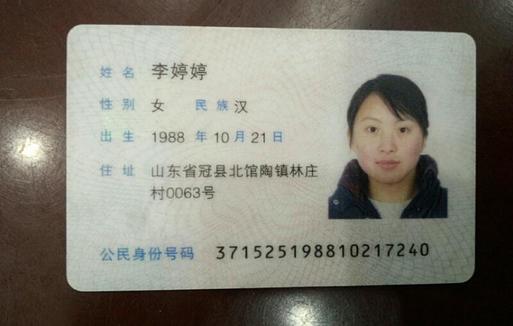 姓名 李婷婷
性别 女 民族 汉
出生 1988 年 10 月 21 日
住址 山东省冠县北馆陶镇林庄
村0063号
公民身份号码 371525198810217240